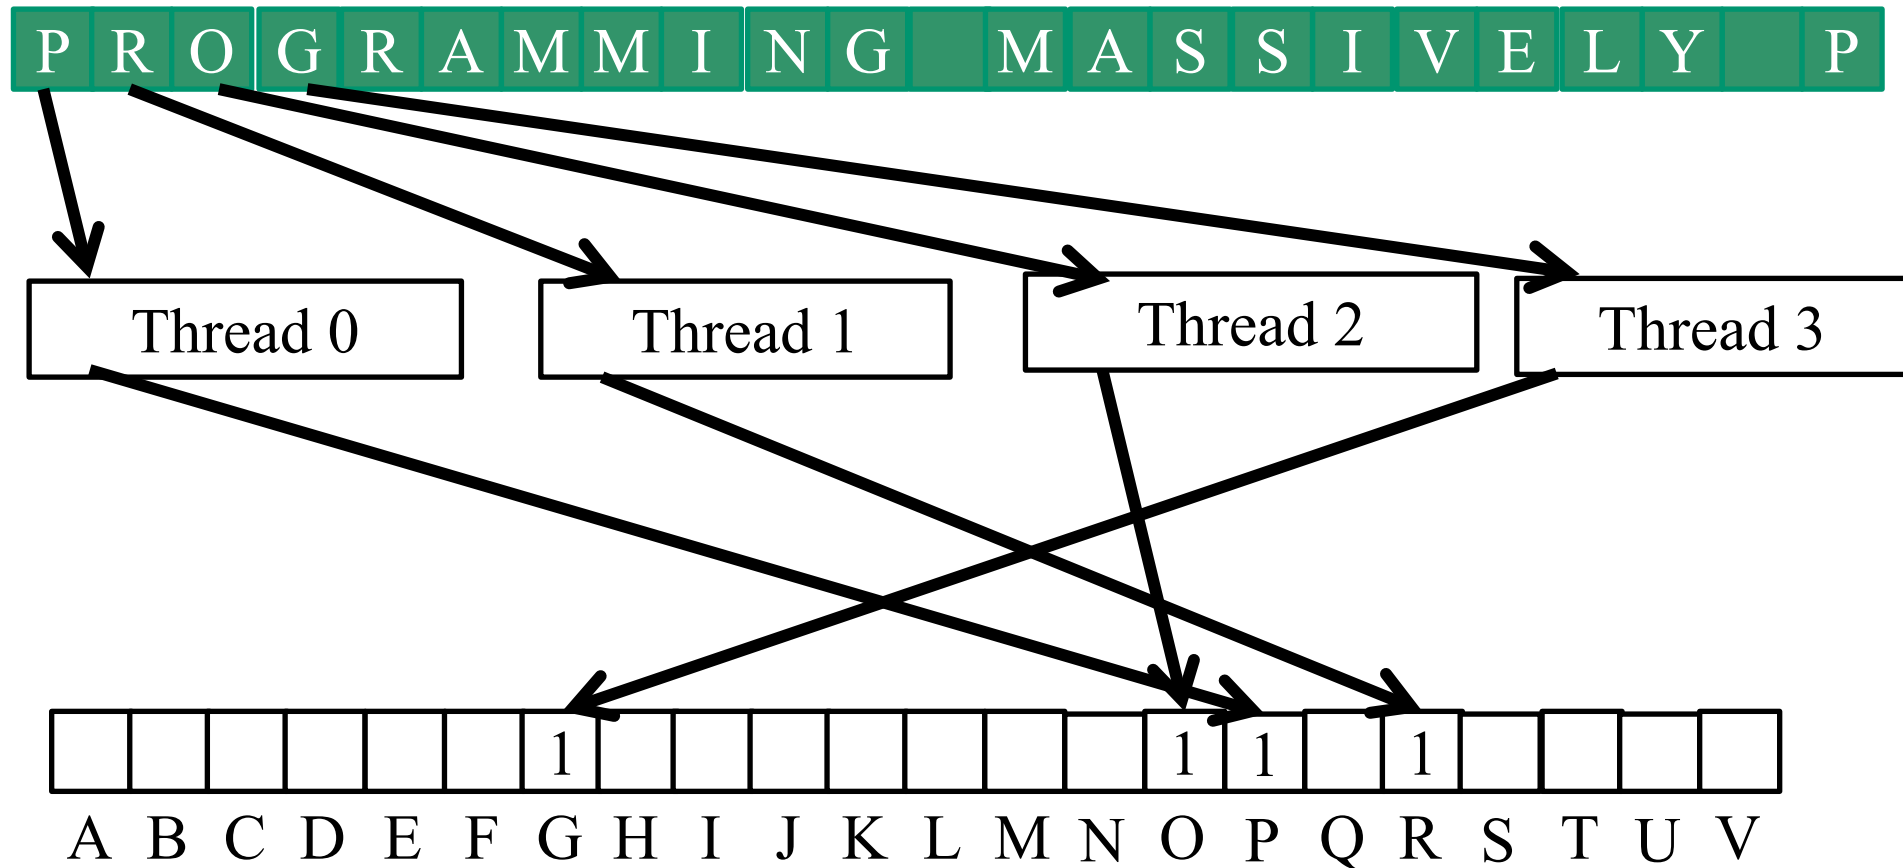 P R O G R A M M I N G   M A S S I V E L Y   P
Thread 0 Thread 1 Thread 2 Thread 3
1 1 1 1
A B C D E F G H I J K L M N O P Q R S T U V